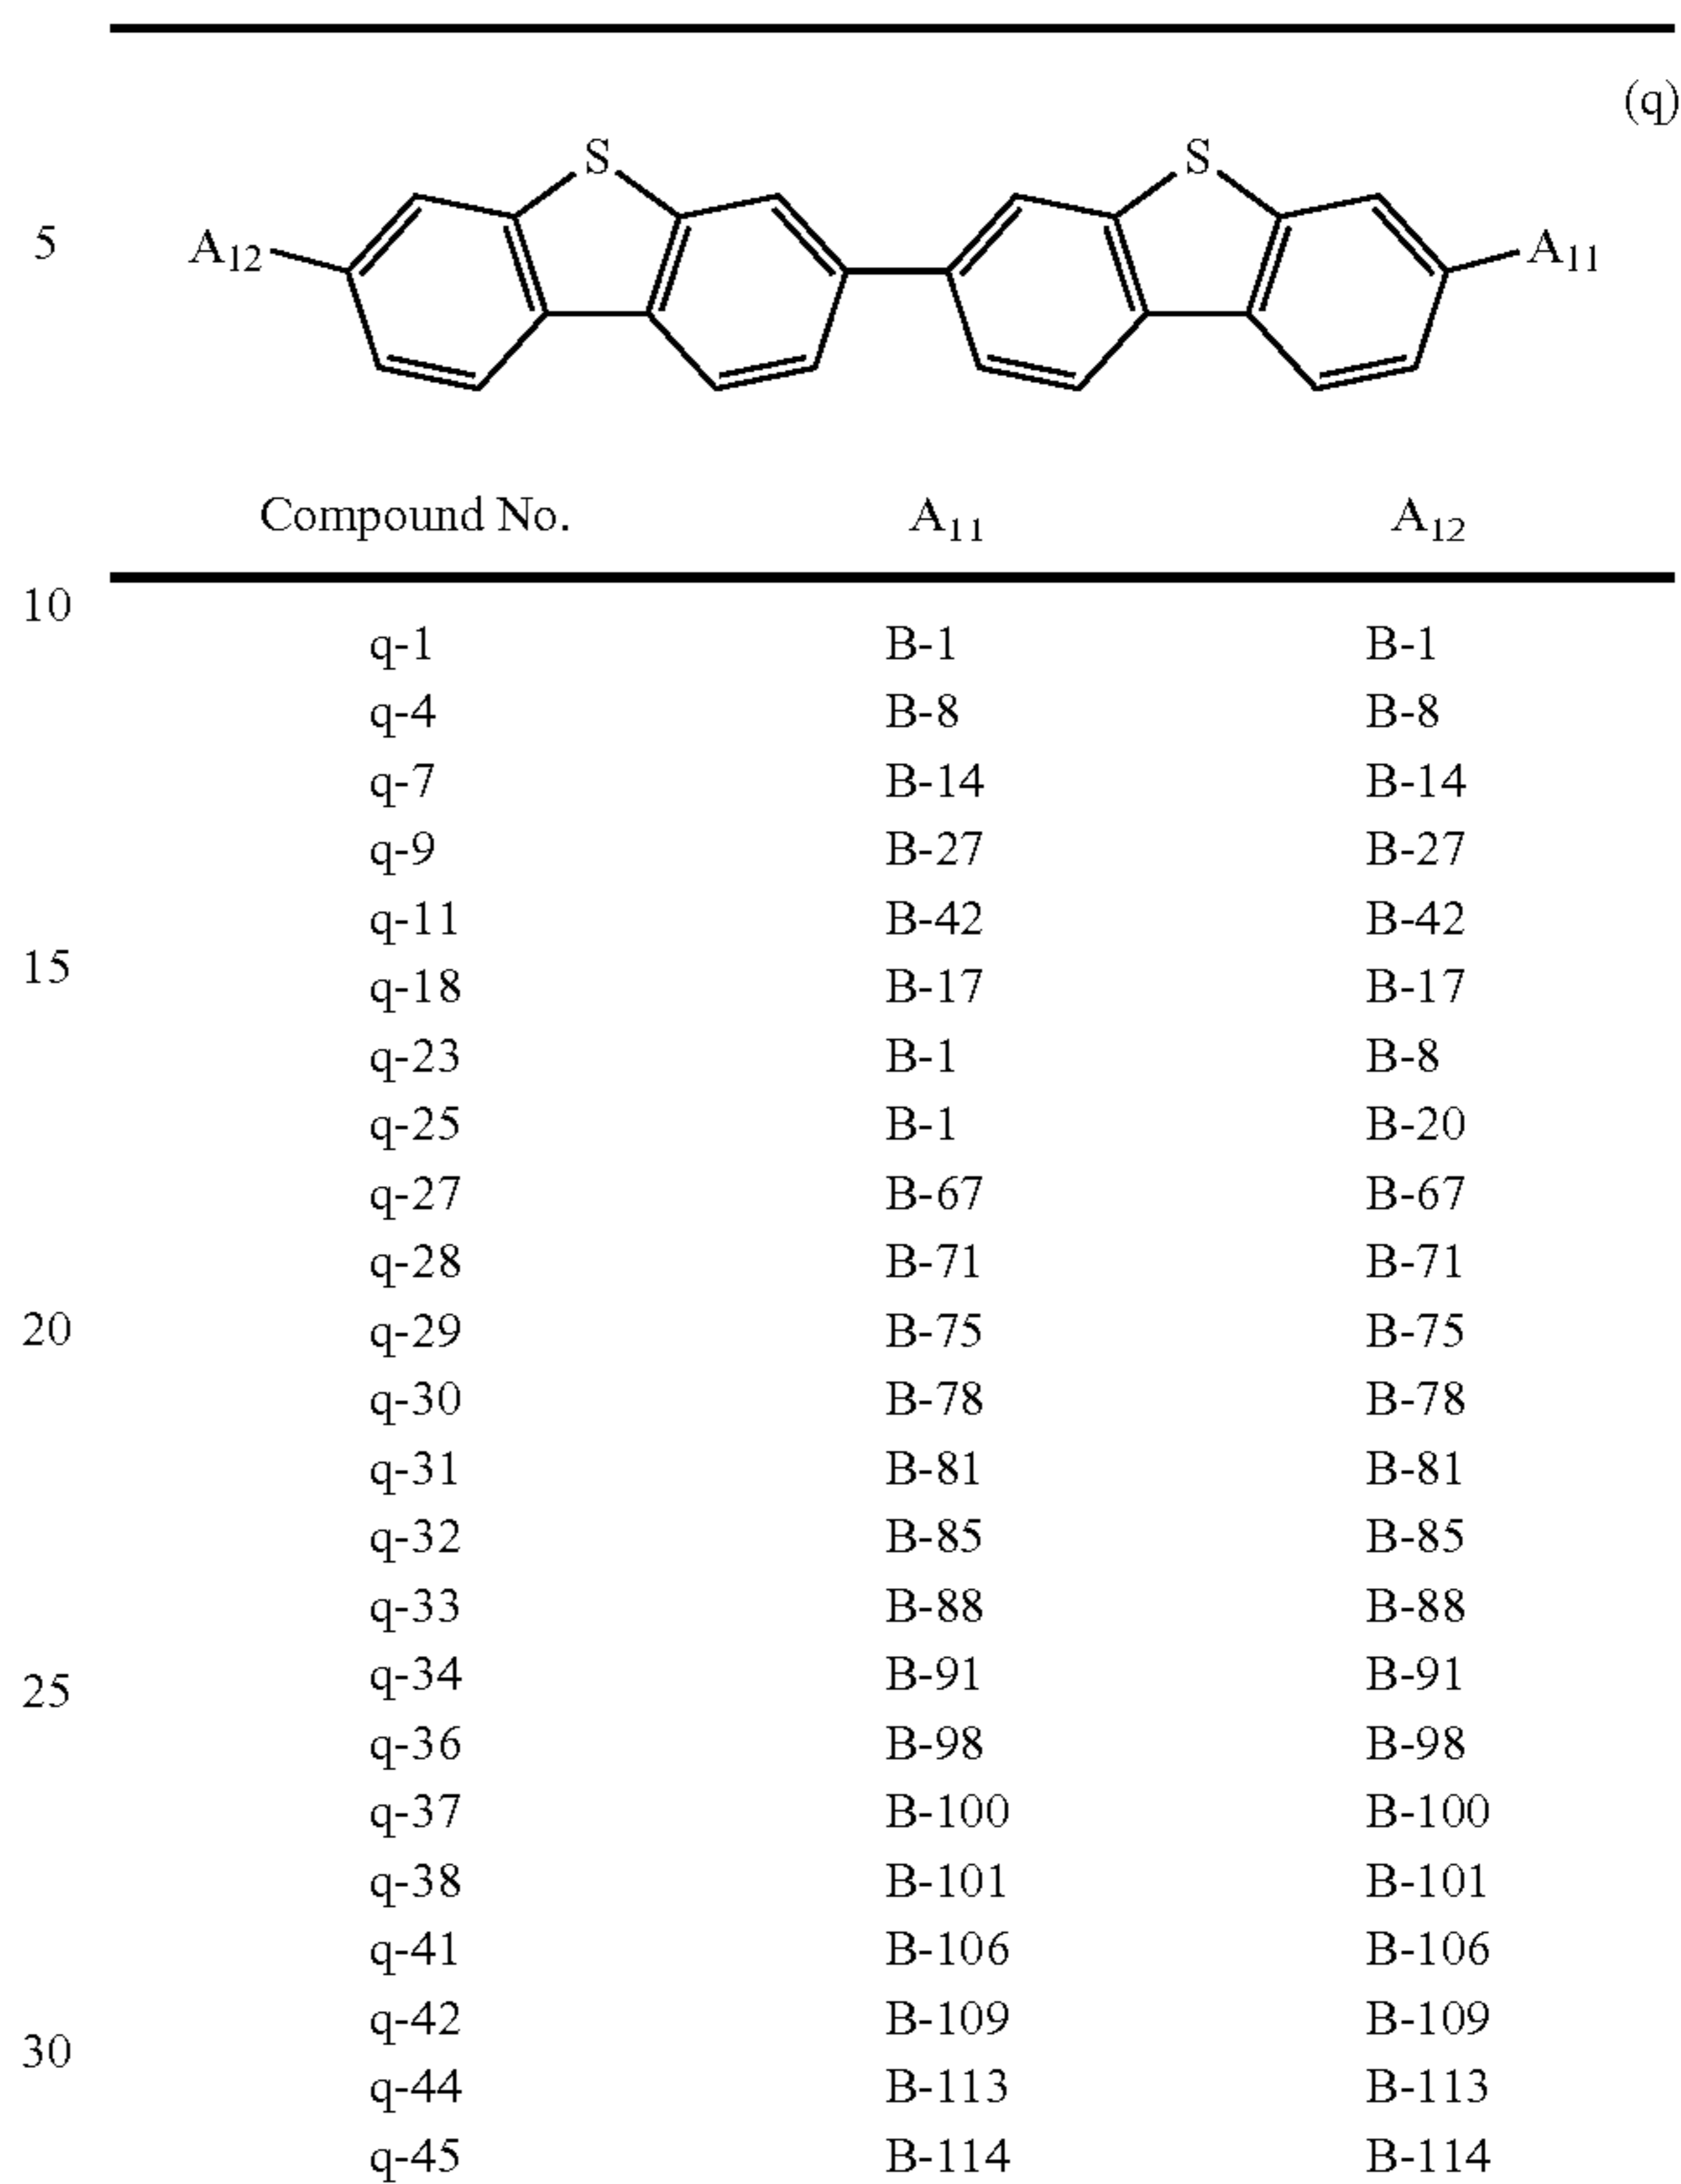 (q)
S S
5 A12 A11
Compound No. A11 A12
10
q-1 B-1 B-1
q-4 B-8 B-8
q-7 B-14 B-14
q-9 B-27 B-27
q-11 B-42 B-42
15
q-18 B-17 B-17
q-23 B-1 B-8
q-25 B-1 B-20
q-27 B-67 B-67
q-28 B-71 B-71
20 q-29 B-75 B-75
q-30 B-78 B-78
q-31 B-81 B-81
q-32 B-85 B-85
q-33 B-88 B-88
q-34 B-91 B-91
25
q-36 B-98 B-98
q-37 B-100 B-100
q-38 B-101 B-101
q-41 B-106 B-106
q-42 B-109 B-109
30
q-44 B-113 B-113
q-45 B-114 B-114